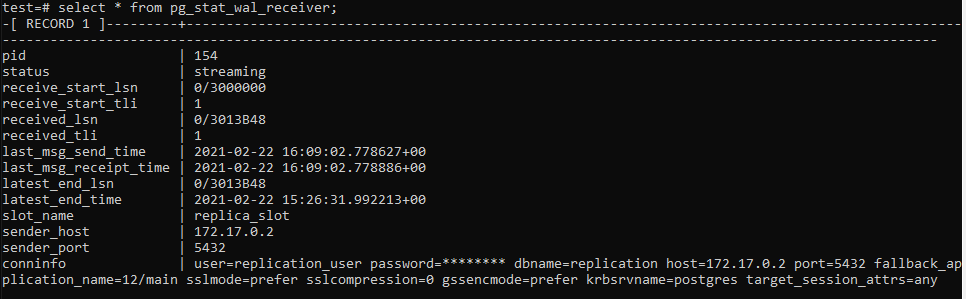 test=# select * from pg_stat_wal_receiver;
-[ RECORD 1 ]---------+------------------------------------------------------------------------------------------------
-----------------------------------------------------------------------------------------------------------------
pid                   | 154
status                | streaming
receive_start_lsn     | 0/3000000
receive_start_tli     | 1
received_lsn          | 0/3013B48
received_tli          | 1
last_msg_send_time    | 2021-02-22 16:09:02.778627+00
last_msg_receipt_time | 2021-02-22 16:09:02.778886+00
latest_end_lsn        | 0/3013B48
latest_end_time       | 2021-02-22 15:26:31.992213+00
slot_name             | replica_slot
sender_host           | 172.17.0.2
sender_port           | 5432
conninfo              | user=replication_user password=******** dbname=replication host=172.17.0.2 port=5432 fallback_ap
plication_name=12/main sslmode=prefer sslcompression=0 gssencmode=prefer krbsrvname=postgres target_session_attrs=any